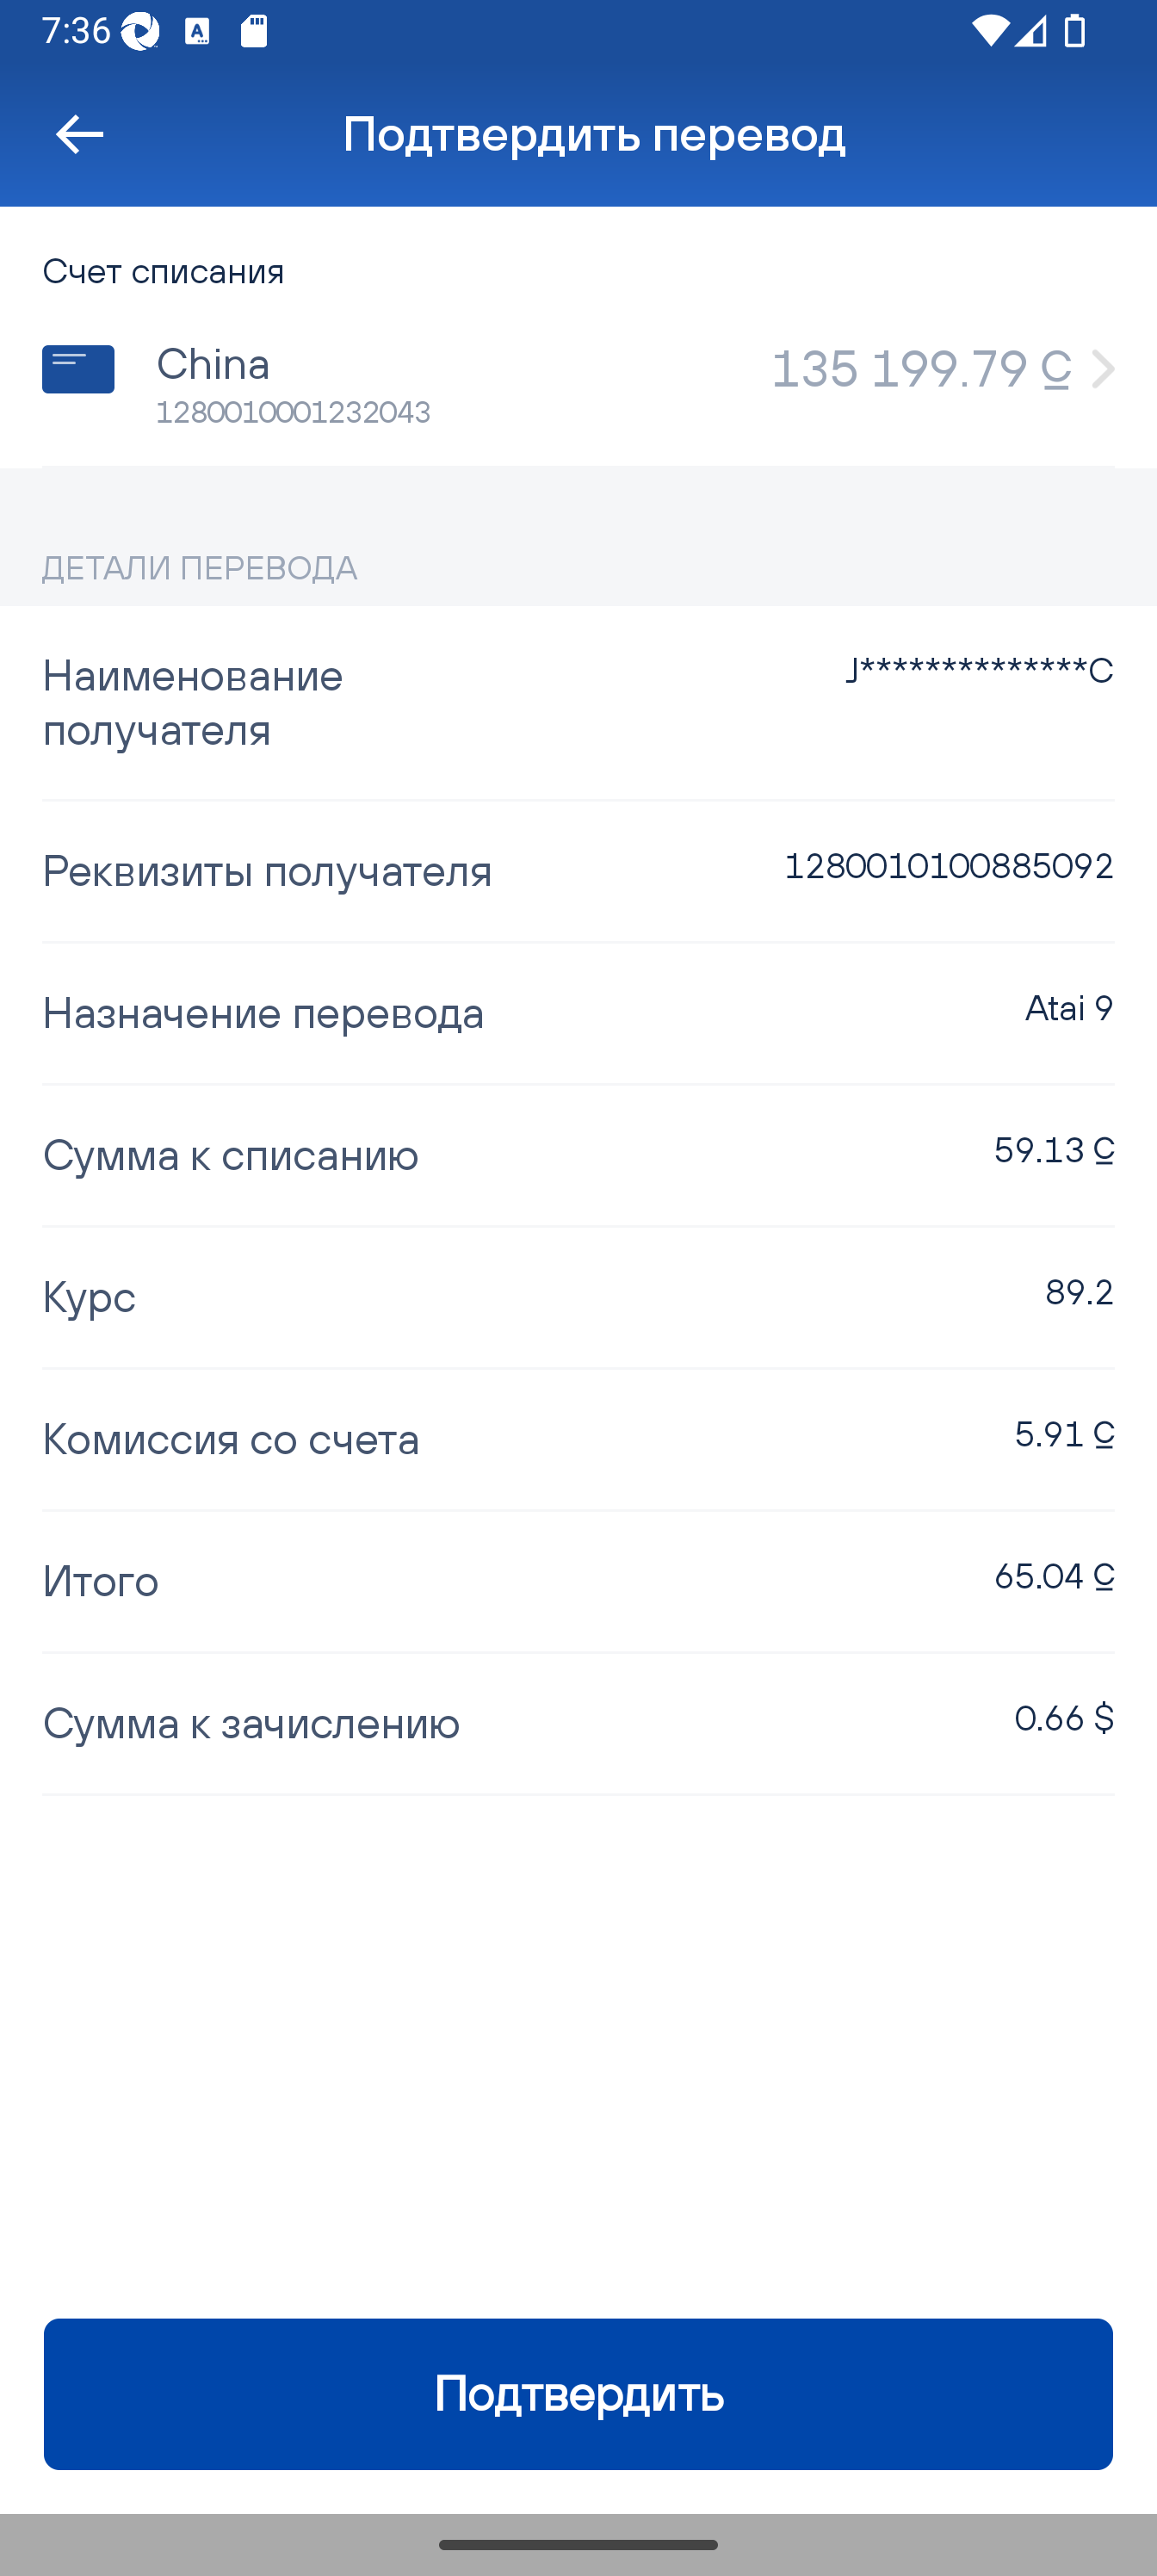 7:36
Подтвердить перевод
Счет списания
China
135 199.79 с
1280010001232043
ДЕТАЛИ ПЕРЕВОДА
Наименование
получателя
J**************C
Реквизиты получателя
1280010100885092
Назначение перевода
Atai 9
Сумма к списанию
59.13 с
Курс
89.2
Комиссия со счета
5.91 с
Итого
65.04 с
Сумма к зачислению
0.66 $
Подтвердить